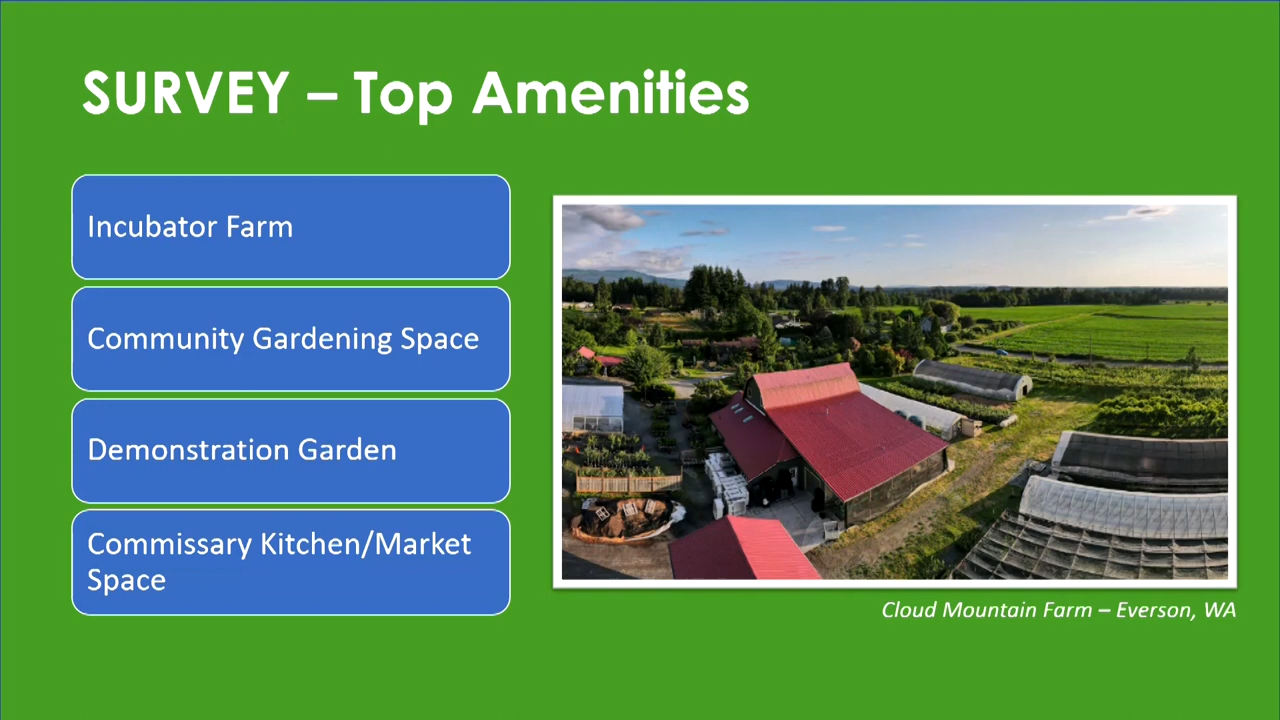 SURVEY – Top Amenities
Incubator Farm
Community Gardening Space
Demonstration Garden
Commissary Kitchen/Market
Space
Cloud Mountain Farm – Everson, WA